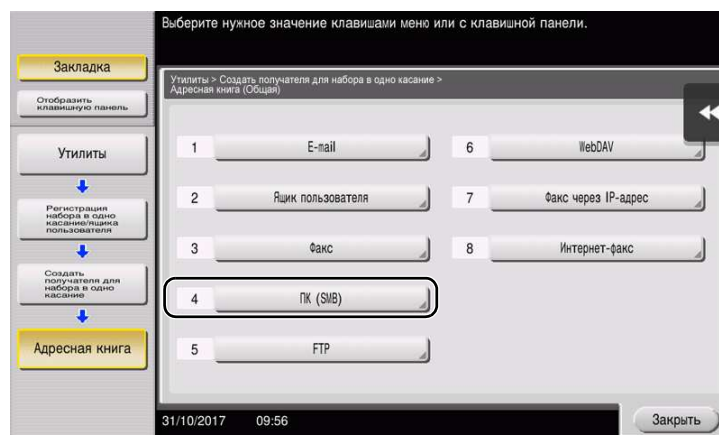 Выберите нужное значение клавишами меню или с клавишной панели.
Закладка
Отобразить
клавишную панель
Утилиты
Регистрация
набора в одно
касание/ящика
пользователя
Создать
получателя для
набора в одно
касание
Адресная книга
Утилиты > Создать получателя для набора в одно касание >
Адресная книга (Общая)
1 E-mail
2 Ящик пользователя
3 Факс
4 ПК (SMB)
5 FTP
6 WebDAV
7 Факс через IP-адрес
8 Интернет-факс
31/10/2017 09:56
Закрыть